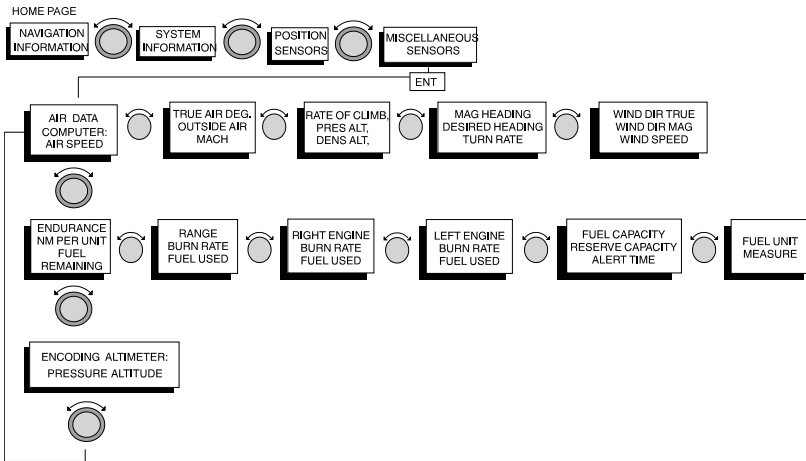 HOME PAGE
NAVIGATION
INFORMATION
SYSTEM
INFORMATION
POSITION
SENSORS
MISCELLANEOUS
SENSORS
ENT
AIR DATA
COMPUTER:
AIR SPEED
TRUE AIR DEG.
OUTSIDE AIR
MACH
RATE OF CLIMB,
PRES ALT,
DENS ALT,
MAG HEADING
DESIRED HEADING
TURN RATE
WIND DIR TRUE
WIND DIR MAG
WIND SPEED
ENDURANCE
NM PER UNIT
FUEL
REMAINING
RANGE
BURN RATE
FUEL USED
RIGHT ENGINE
BURN RATE
FUEL USED
LEFT ENGINE
BURN RATE
FUEL USED
FUEL CAPACITY
RESERVE CAPACITY
ALERT TIME
FUEL UNIT
MEASURE
ENCODING ALTIMETER:
PRESSURE ALTITUDE